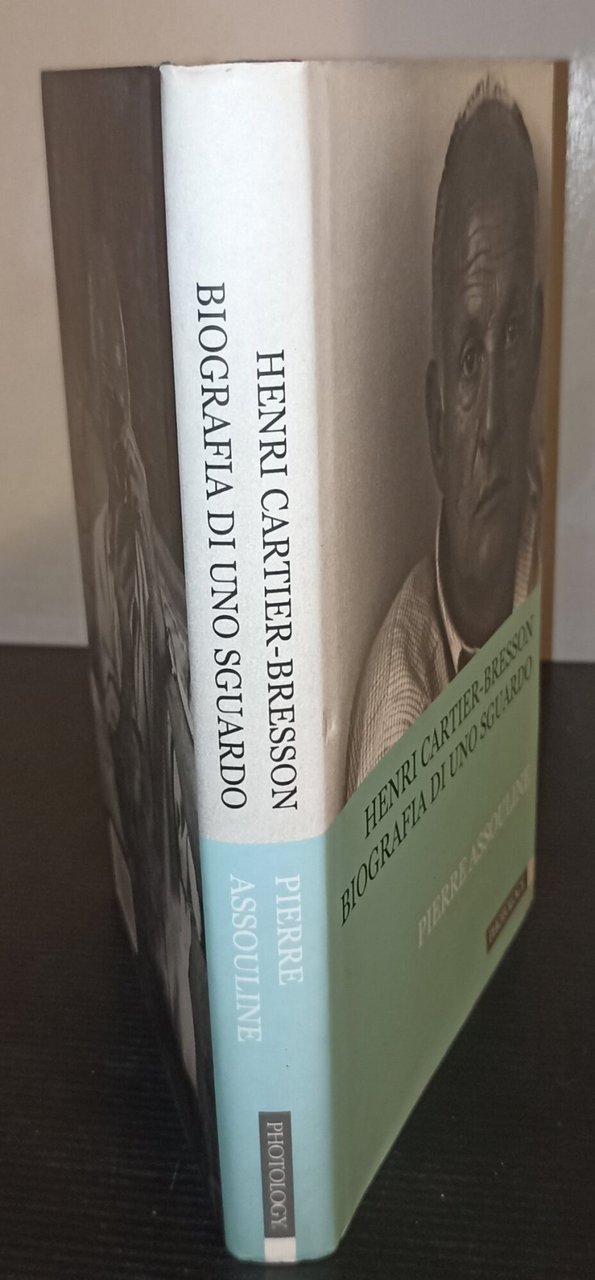 HENRI CARTIER-BRESSON
BIOGRAFIA DI UNO SGUARDO
PIERRE
ASSOULINE
PHOTOLOGY
HENRI CARTIER-BRESSON
BIOGRAFIA DI UNO SGUARDO
PIERRE ASSOULINE
PHOTOLOGY